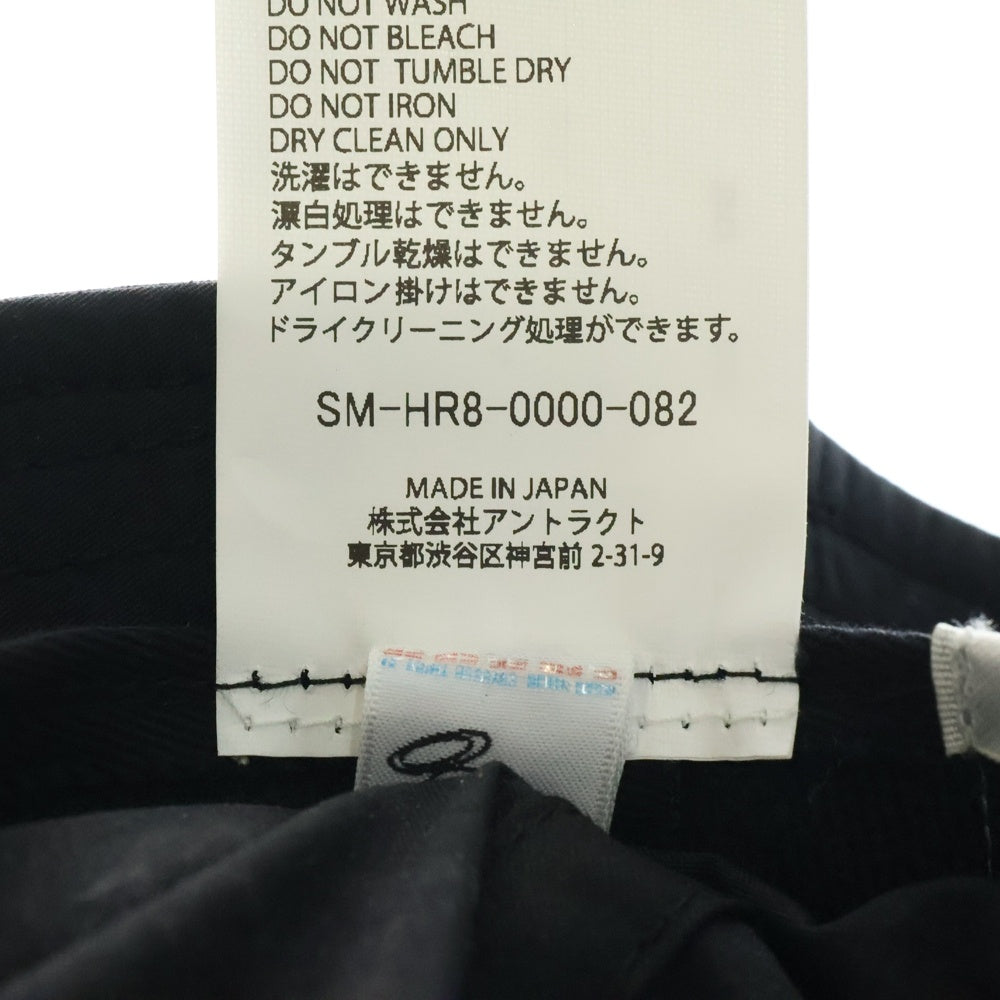 DO NOT WASH
DO NOT BLEACH
DO NOT TUMBLE DRY
DO NOT IRON
DRY CLEAN ONLY
洗濯はできません。
漂白処理はできません。
タンブル乾燥はできません。
アイロン掛けはできません。
ドライクリーニング処理ができます。
SM-HR8-0000-082
MADE IN JAPAN
株式会社アントラクト
東京都渋谷区神宮前 2-31-9